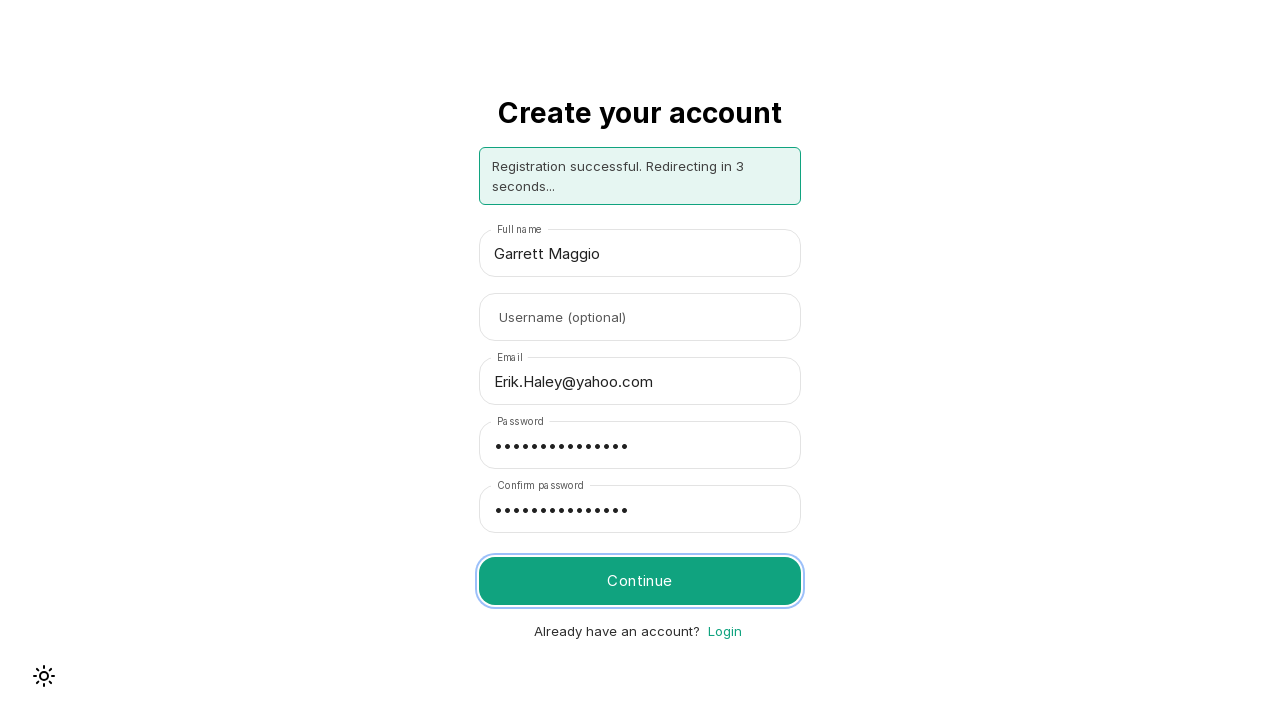 Create your account
Registration successful. Redirecting in 3
seconds...
Full name
Garrett Maggio
Username (optional)
Email
Erik.Haley@yahoo.com
Password
•••••••••••••••
Confirm password
•••••••••••••••
Continue
Already have an account? Login